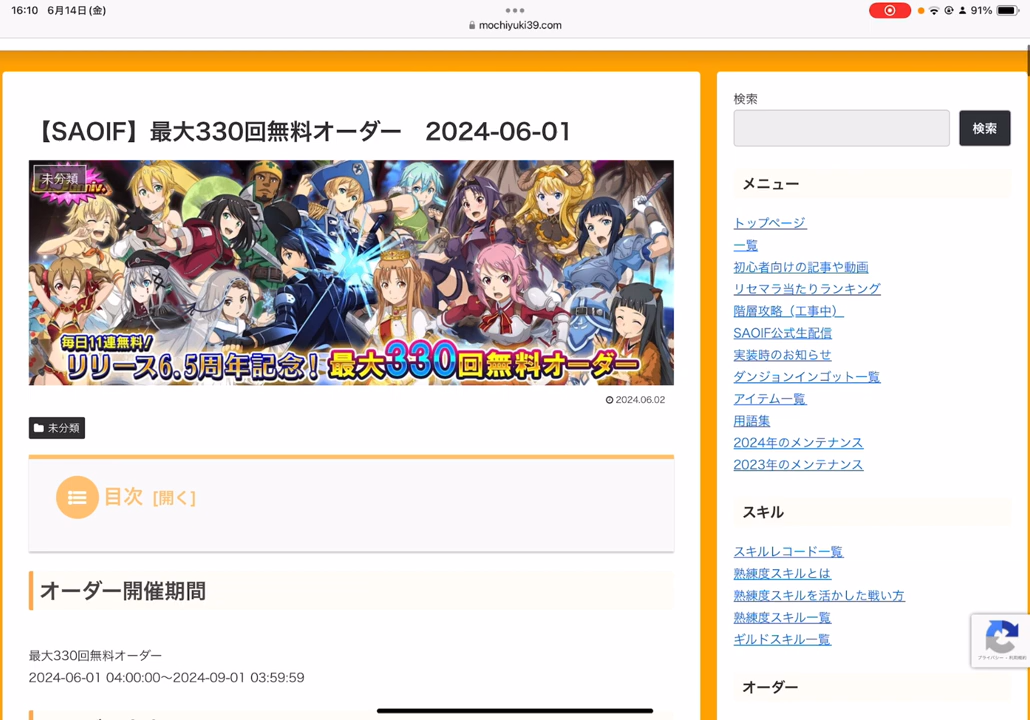 16:10 6月14日(金)
mochiyuki39.com
91%
【SAOIF】最大330回無料オーダー 2024-06-01
未分類
毎日11連無料!
リリース6.5周年記念! 最大330回無料オーダー
2024.06.02
未分類
目次 [開く]
オーダー開催期間
最大330回無料オーダー
2024-06-01 04:00:00〜2024-09-01 03:59:59
検索
検索
メニュー
トップページ
一覧
初心者向けの記事や動画
リセマラ当たりランキング
階層攻略（工事中）
SAOIF公式生配信
実装時のお知らせ
ダンジョンインゴット一覧
アイテム一覧
用語集
2024年のメンテナンス
2023年のメンテナンス
スキル
スキルレコード一覧
熟練度スキルとは
熟練度スキルを活かした戦い方
熟練度スキル一覧
ギルドスキル一覧
プライバシー - 利用規約
オーダー